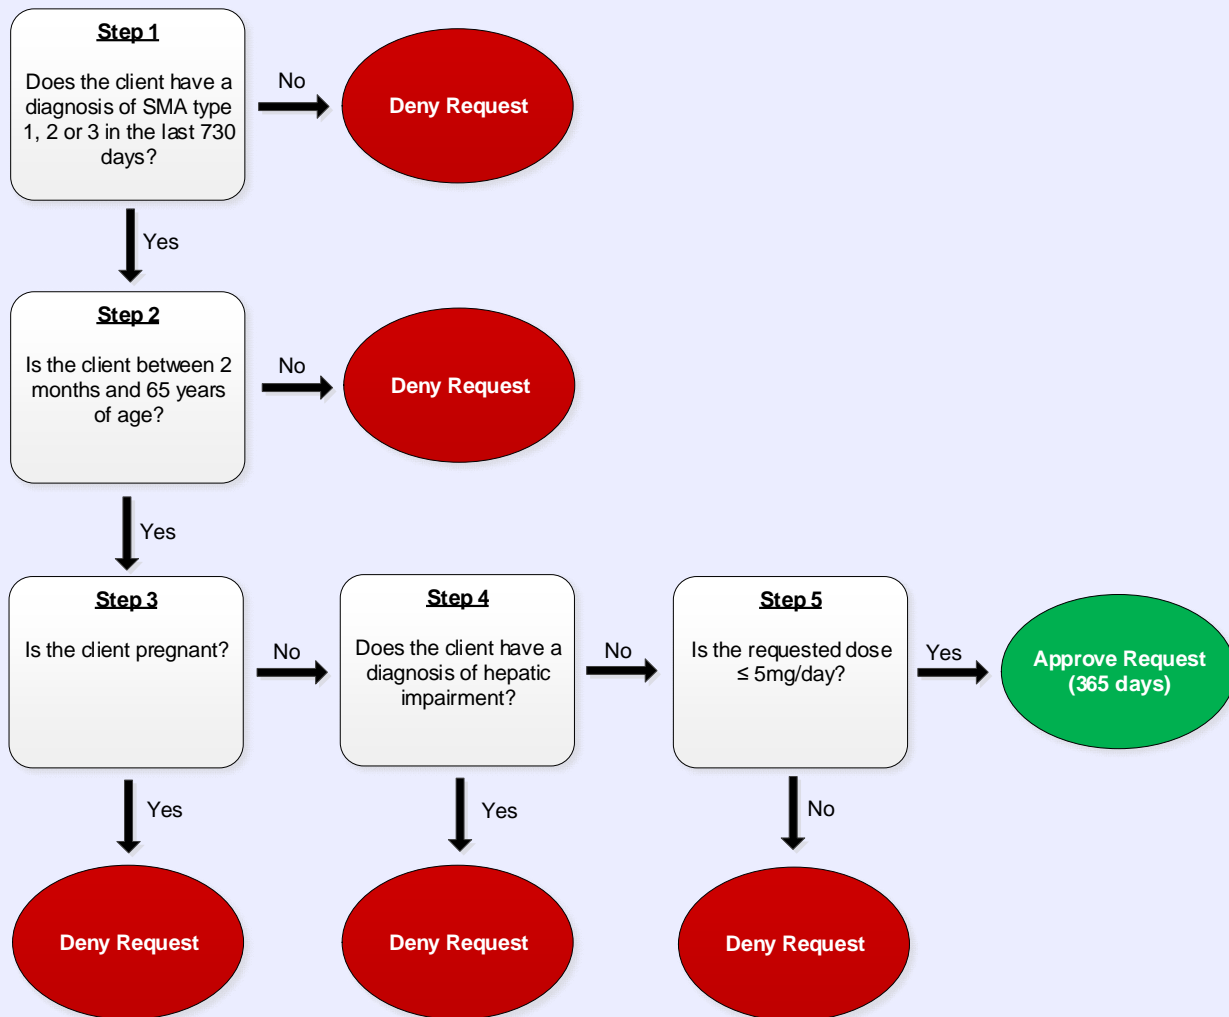 Step 1
Does the client have a
diagnosis of SMA type
1, 2 or 3 in the last 730
days?
No
Deny Request
Yes
Step 2
Is the client between 2
months and 65 years
of age?
No
Deny Request
Yes
Step 3
Is the client pregnant?
No
Step 4
Does the client have a
diagnosis of hepatic
impairment?
No
Step 5
Is the requested dose
≤ 5mg/day?
Yes
Approve Request
(365 days)
Yes
Yes
No
Deny Request
Deny Request
Deny Request